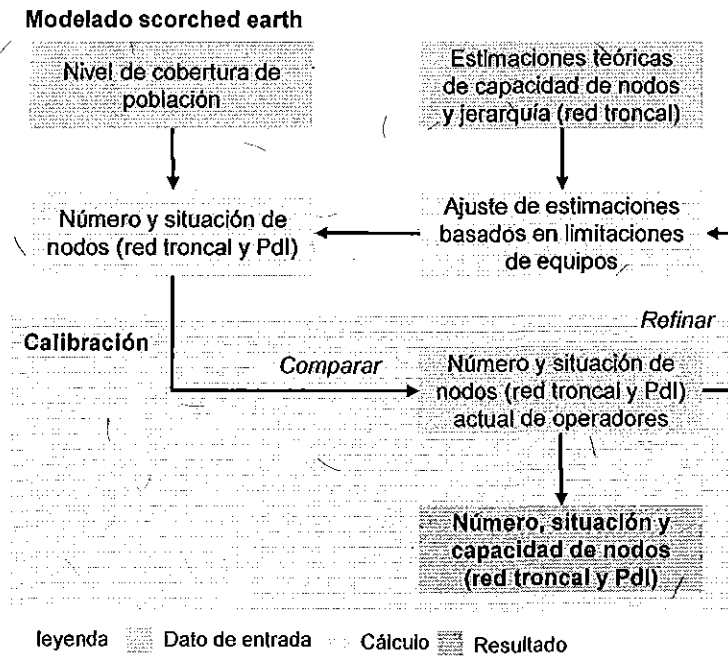 Modelado scorched earth
Nivel de cobertura de
población
Estimaciones teóricas
de capacidad de nodos
y jerarquía (red troncal)
Número y situación de
nodos (red troncal y PdI)
Ajuste de estimaciones
basados en limitaciones
de equipos
Refinar
Calibración
Comparar
Número y situación de
nodos (red troncal y PdI)
actual de operadores
Número, situación y
capacidad de nodos
(red troncal y PdI)
leyenda Dato de entrada Cálculo Resultado